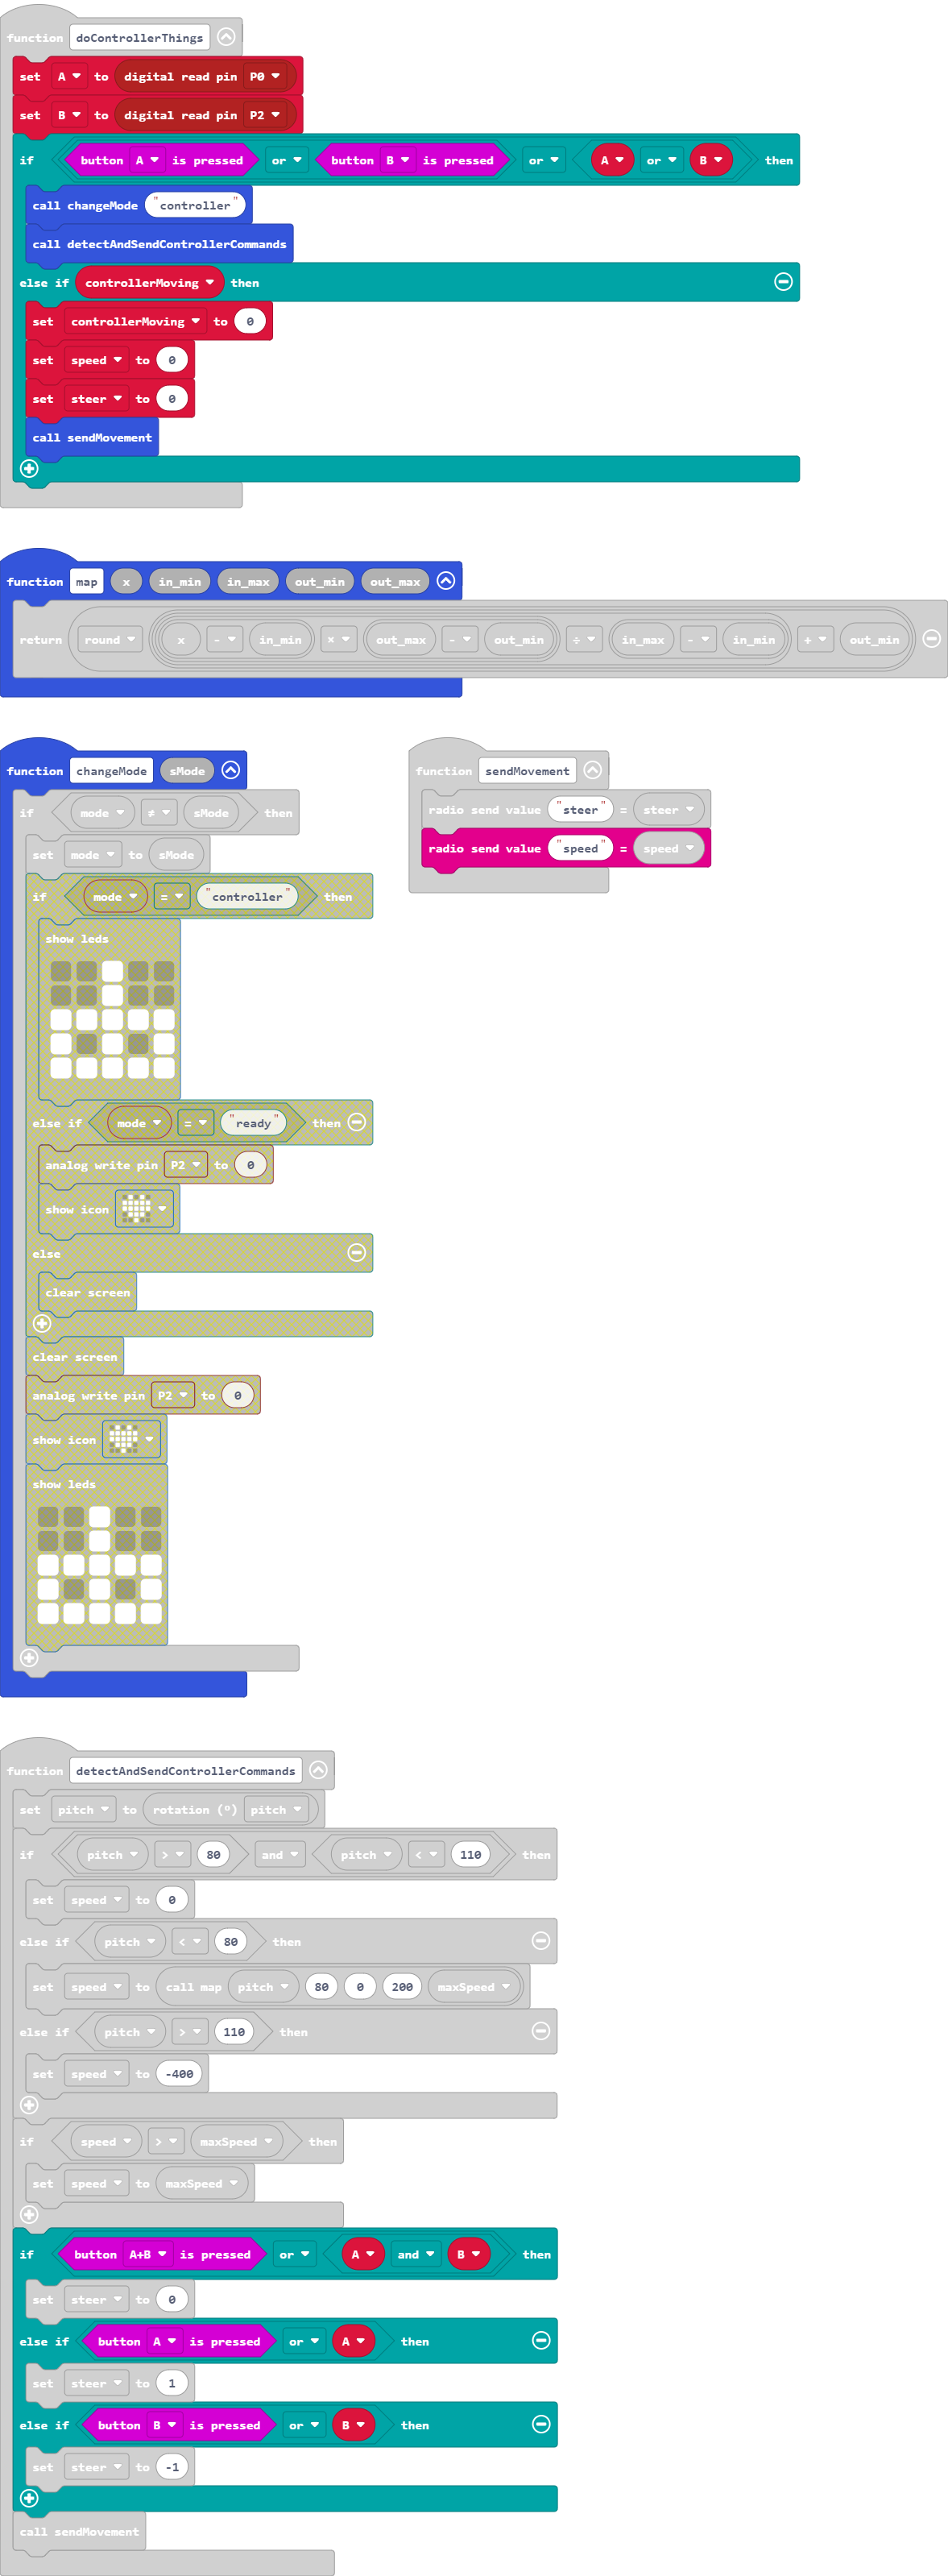 function doControllerThings
set A to digital read pin P0
set B to digital read pin P2
if button A is pressed or button B is pressed or A or B then
call changeMode "controller"
call detectAndSendControllerCommands
else if controllerMoving then
set controllerMoving to 0
set speed to 0
set steer to 0
call sendMovement
function map x in_min in_max out_min out_max
return round x - in_min × out_max - out_min ÷ in_max - in_min + out_min
function changeMode sMode
if mode ≠ sMode then
set mode to sMode
if mode = "controller" then
show leds
else if mode = "ready" then
analog write pin P2 to 0
show icon
else
clear screen
clear screen
analog write pin P2 to 0
show icon
show leds
function sendMovement
radio send value "steer" = steer
radio send value "speed" = speed
function detectAndSendControllerCommands
set pitch to rotation (º) pitch
if pitch > 80 and pitch < 110 then
set speed to 0
else if pitch < 80 then
set speed to call map pitch 80 0 200 maxSpeed
else if pitch > 110 then
set speed to -400
if speed > maxSpeed then
set speed to maxSpeed
if button A+B is pressed or A and B then
set steer to 0
else if button A is pressed or A then
set steer to 1
else if button B is pressed or B then
set steer to -1
call sendMovement